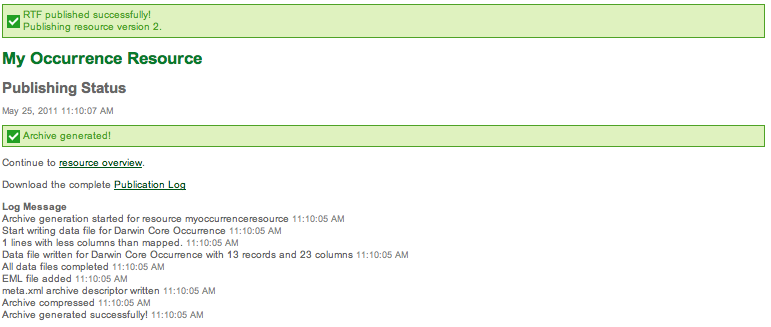 RTF published successfully!
Publishing resource version 2.
My Occurrence Resource
Publishing Status
May 25, 2011 11:10:07 AM
Archive generated!
Continue to resource overview.
Download the complete Publication Log
Log Message
Archive generation started for resource myoccurrenceresource 11:10:05 AM
Start writing data file for Darwin Core Occurrence 11:10:05 AM
1 lines with less columns than mapped. 11:10:05 AM
Data file written for Darwin Core Occurrence with 13 records and 23 columns 11:10:05 AM
All data files completed 11:10:05 AM
EML file added 11:10:05 AM
meta.xml archive descriptor written 11:10:05 AM
Archive compressed 11:10:05 AM
Archive generated successfully! 11:10:05 AM